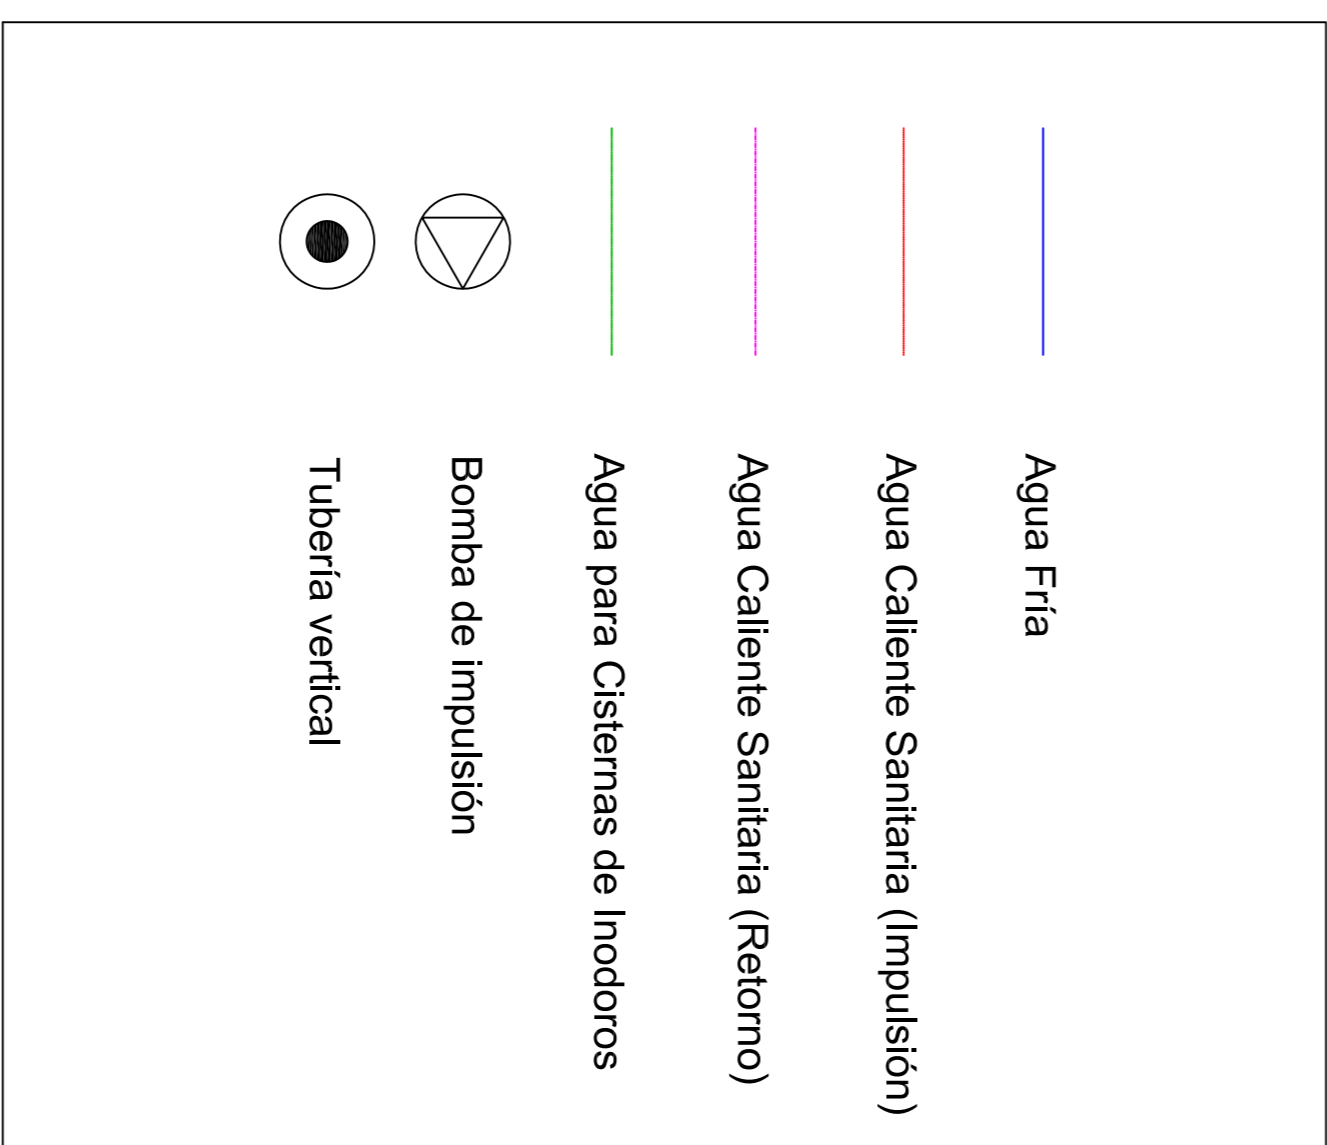 Agua Fría
Agua Caliente Sanitaria (Impulsión)
Agua Caliente Sanitaria (Retorno)
Agua para Cisternas de Inodoros
Bomba de impulsión
Tubería vertical